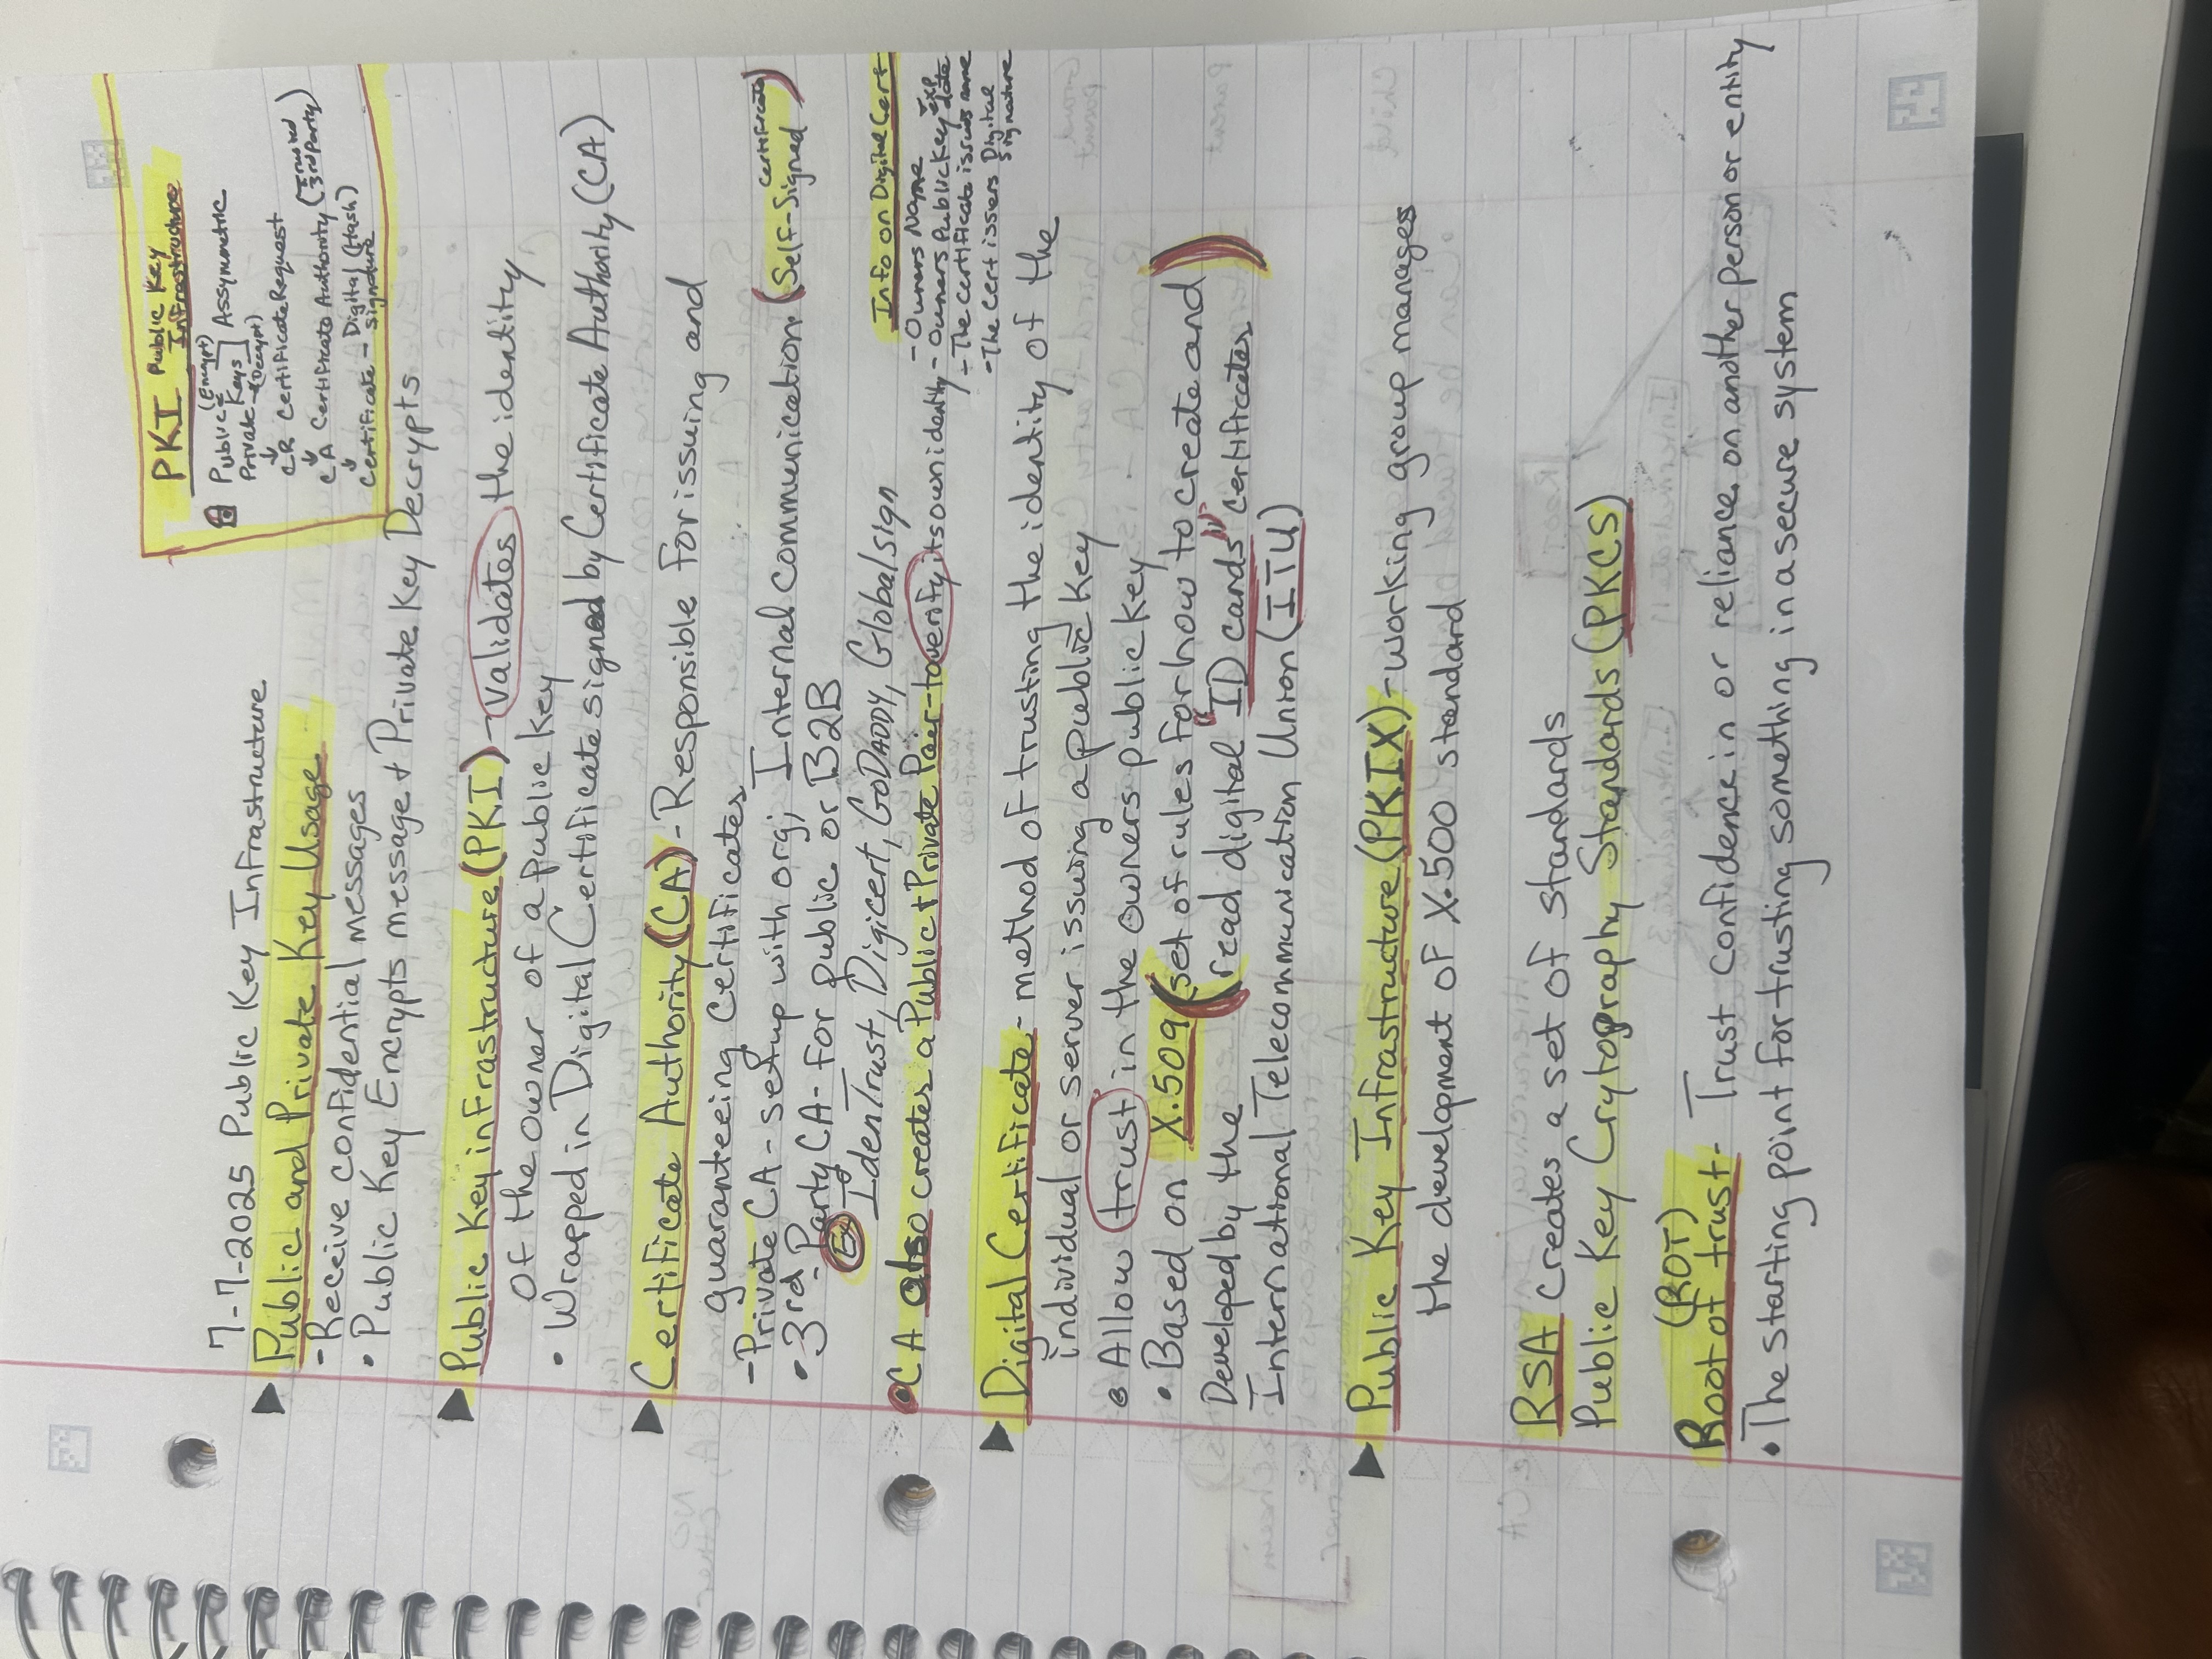 PKI Public Key
Infrastructure
(Encrypt)
Public
Keys
Assymmetric
Private
(Decrypt)
CR Certificate Request
CA Certificate Authority (Trusted
3rd Party)
Certificate - Digital (Hash)
Signature
7-7-2025 Public Key Infrastructure
Public and Private Key Usage
- Receive confidential messages
• Public Key Encrypts message + Private Key Decrypts
Public Key infrastructure (PKI) - validates the identity
of the owner of a public key
• Wrapped in Digital Certificate signed by Certificate Authority (CA)
Certificate Authority (CA) - Responsible for issuing and
guaranteeing Certificates
- Private CA - setup with org; Internal communication (Self-Signed
certificate)
• 3rd - Party CA - for public or B2B
Ex IdenTrust, Digicert, GODADDY, Globalsign
• CA also creates a Public + Private Pair - to verify its own identity
Info on Digital Cert
- Owners Name
- Owners Public Key exp
date
- The certificate issuers name
- The Cert issers Digital
Signature
Digital Certificate - method of trusting the identity of the
individual or server issuing a public key
• Allow trust in the owners public key
• Based on X.509 (set of rules for how to create and
read digital "ID cards" certificates)
Developed by the
International Telecommunication Union (ITU)
Public Key Infrastructure (PKIX) - working group manages
the development of X.500 standard
RSA creates a set of standards
Public Key Crytography Standards (PKCS)
(ROT)
Root of trust - Trust confidence in or reliance on another person or entity
• The starting point for trusting something in a secure system